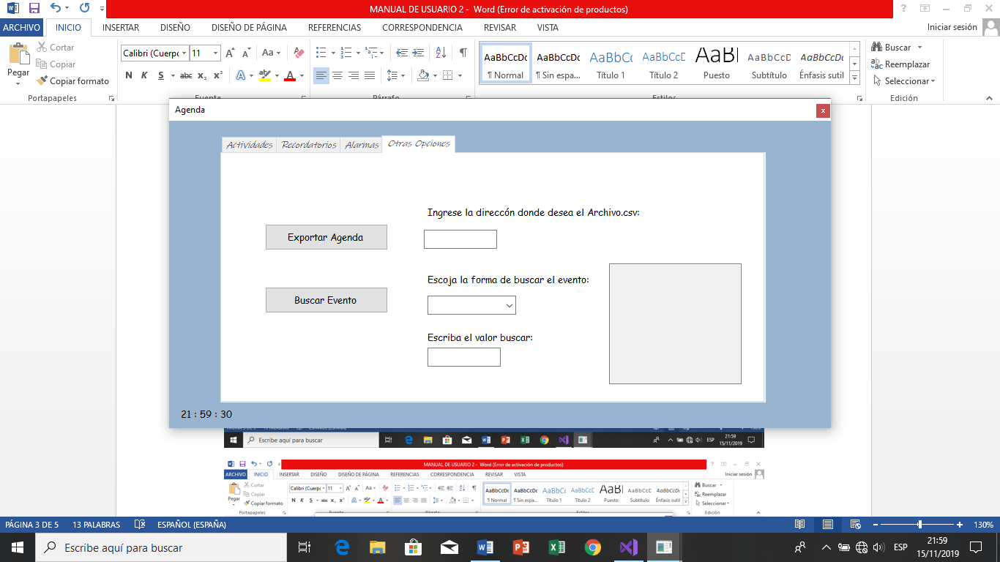 MANUAL DE USUARIO 2 - Word (Error de activación de productos)
ARCHIVO INICIO INSERTAR DISEÑO DISEÑO DE PÁGINA REFERENCIAS CORRESPONDENCIA REVISAR VISTA Iniciar sesión
Pegar
Cortar
Copiar
Copiar formato
Portapapeles
Calibri (Cuerpo 11
N K S abc x₂ x²
Fuente
Párrafo
AaBbCcDc AaBbCcDc AaBbCc AaBbCcD AaBl AaBbCcD AaBbCcDc
¶ Normal ¶ Sin espa... Título 1 Título 2 Puesto Subtítulo Énfasis sutil
Estilos
Buscar
Reemplazar
Seleccionar
Edición
Agenda
Actividades Recordatorios Alarmas Otras Opciones
Ingrese la direccón donde desea el Archivo.csv:
Exportar Agenda
Escoja la forma de buscar el evento:
Buscar Evento
Escriba el valor buscar:
21 : 59 : 30
Escribe aquí para buscar
ESP
21:59
15/11/2019
MANUAL DE USUARIO 2 - Word (Error de activación de productos)
ARCHIVO INICIO INSERTAR DISEÑO DISEÑO DE PÁGINA REFERENCIAS CORRESPONDENCIA REVISAR VISTA Iniciar sesión
Pegar
Cortar
Copiar
Copiar formato
Portapapeles
Calibri (Cuerpo 11
N K S abc x₂ x²
AaBbCcDc AaBbCcDc AaBbCc AaBbCcD AaBl AaBbCcD AaBbCcDc
¶ Normal ¶ Sin espa... Título 1 Título 2 Puesto Subtítulo Énfasis sutil
Buscar
Reemplazar
Seleccionar
Edición
PÁGINA 3 DE 5 13 PALABRAS ESPAÑOL (ESPAÑA) 130%
Escribe aquí para buscar
ESP
21:59
15/11/2019